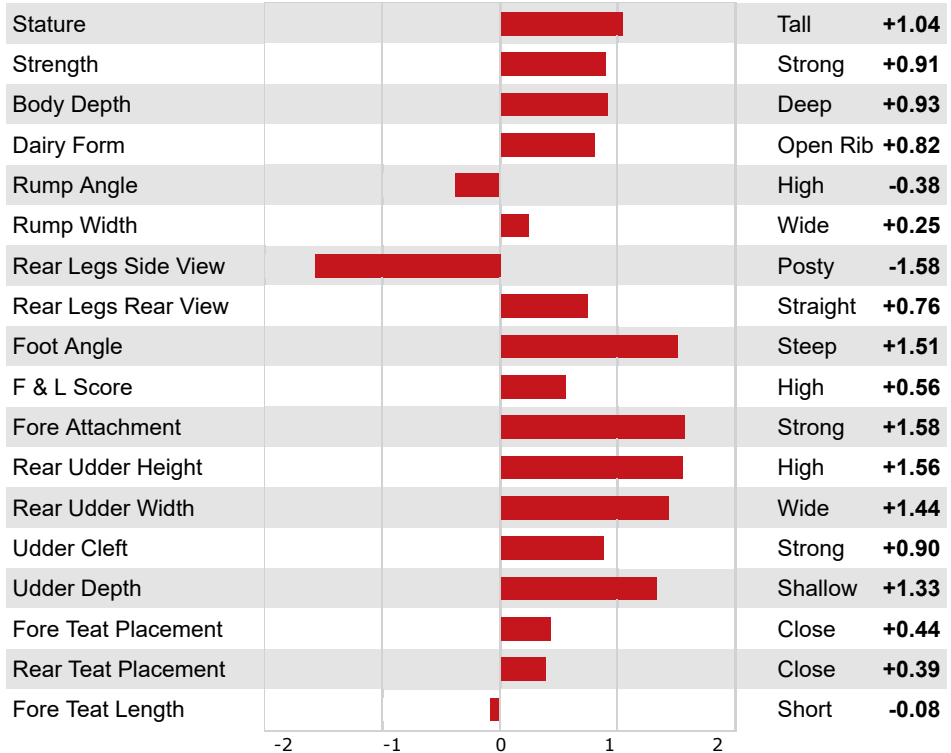 Stature Tall +1.04
Strength Strong +0.91
Body Depth Deep +0.93
Dairy Form Open Rib +0.82
Rump Angle High -0.38
Rump Width Wide +0.25
Rear Legs Side View Posty -1.58
Rear Legs Rear View Straight +0.76
Foot Angle Steep +1.51
F & L Score High +0.56
Fore Attachment Strong +1.58
Rear Udder Height High +1.56
Rear Udder Width Wide +1.44
Udder Cleft Strong +0.90
Udder Depth Shallow +1.33
Fore Teat Placement Close +0.44
Rear Teat Placement Close +0.39
Fore Teat Length Short -0.08
-2 -1 0 1 2